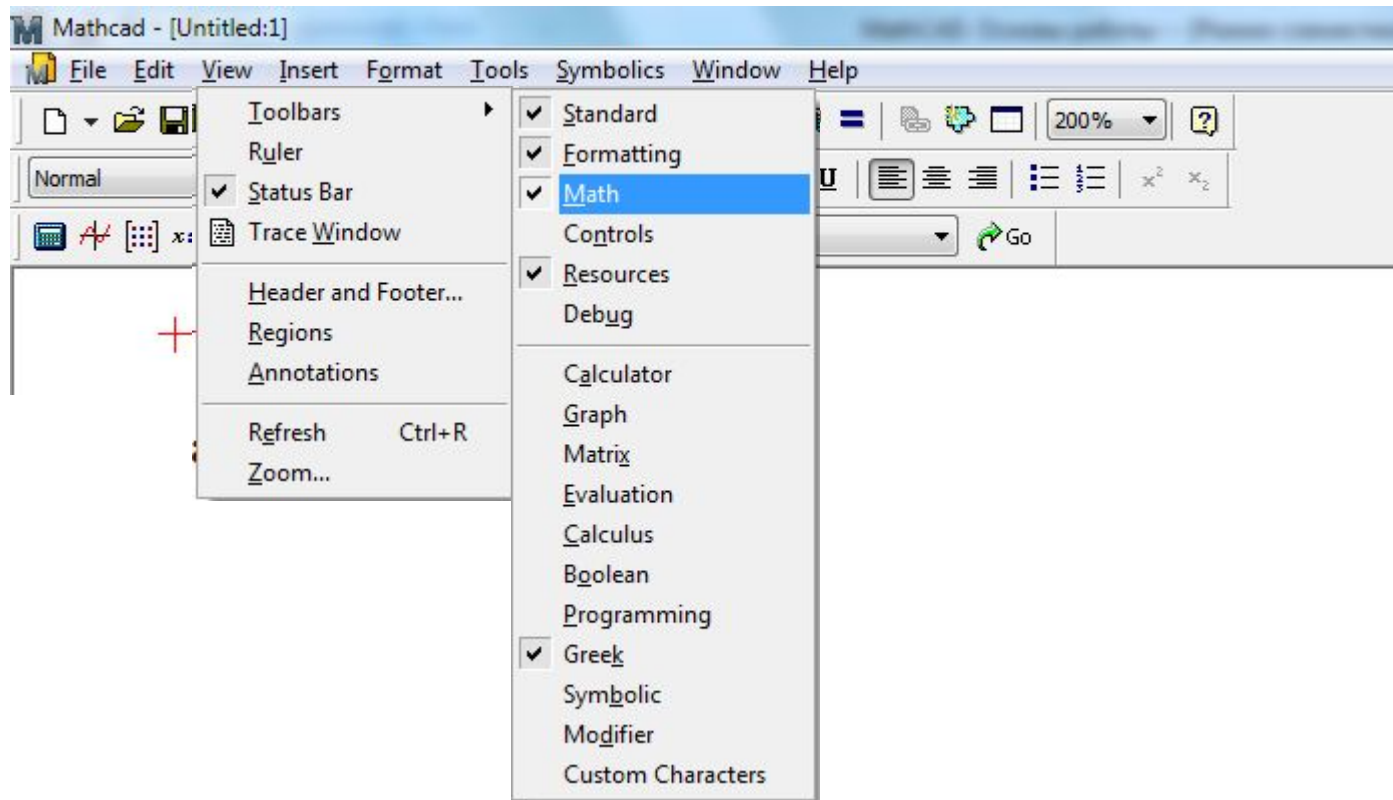 Mathcad - [Untitled:1]
File Edit View Insert Format Tools Symbolics Window Help
200%
Normal
U
x² x₂
x:
Go
Toolbars
Ruler
Status Bar
Trace Window
Header and Footer...
Regions
Annotations
Refresh Ctrl+R
Zoom...
Standard
Formatting
Math
Controls
Resources
Debug
Calculator
Graph
Matrix
Evaluation
Calculus
Boolean
Programming
Greek
Symbolic
Modifier
Custom Characters